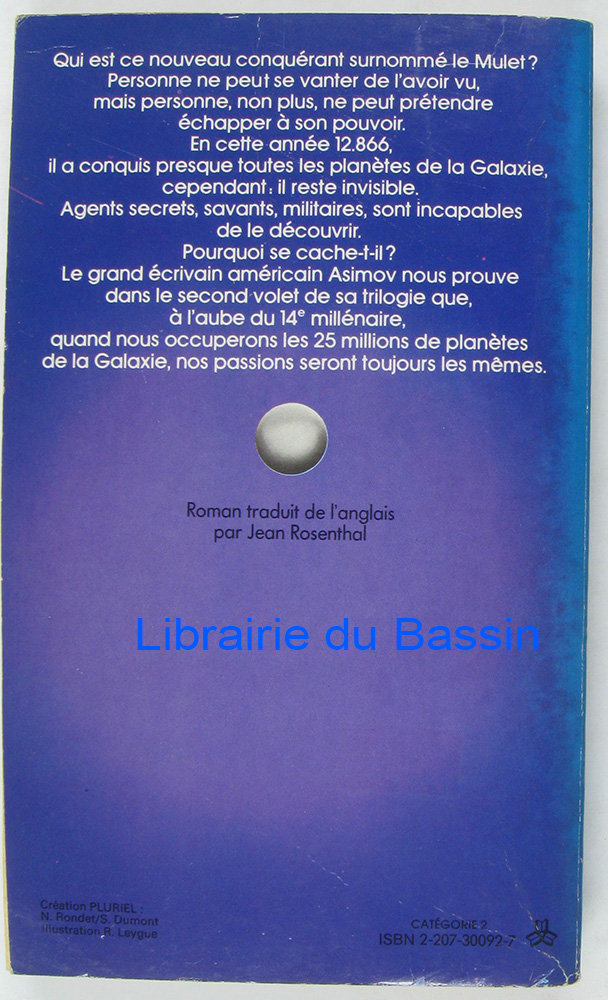 Qui est ce nouveau conquérant surnommé le Mulet?
Personne ne peut se vanter de l'avoir vu,
mais personne, non plus, ne peut prétendre
échapper à son pouvoir.
En cette année 12.866,
il a conquis presque toutes les planètes de la Galaxie,
cependant: il reste invisible.
Agents secrets, savants, militaires, sont incapables
de le découvrir.
Pourquoi se cache-t-il?
Le grand écrivain américain Asimov nous prouve
dans le second volet de sa trilogie que,
à l'aube du 14e millénaire,
quand nous occuperons les 25 millions de planètes
de la Galaxie, nos passions seront toujours les mêmes.
Roman traduit de l'anglais
par Jean Rosenthal
Librairie du Bassin
Création PLURIEL:
N. Rondet/S. Dumont
Illustration R. Leygue
CATÉGORIE 2
ISBN 2-207-30092-7